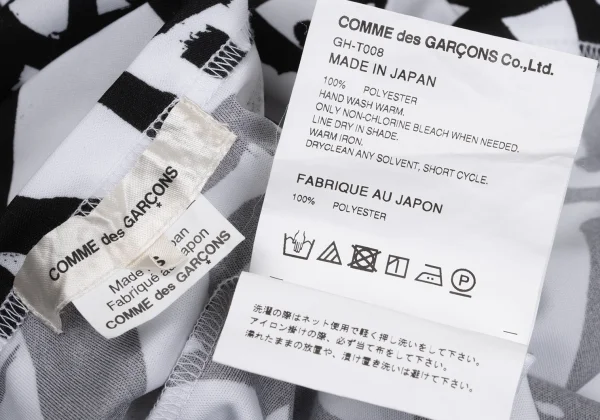 COMME des GARÇONS Co.,Ltd.
GH-T008
MADE IN JAPAN
100% POLYESTER
HAND WASH WARM.
ONLY NON-CHLORINE BLEACH WHEN NEEDED.
LINE DRY IN SHADE.
WARM IRON.
DRYCLEAN ANY SOLVENT, SHORT CYCLE.
FABRIQUE AU JAPON
100% POLYESTER
P
洗濯の際はネット使用で軽く押し洗いをして下さい。
アイロン掛けの際、必ず当て布をして下さい。
濡れたままの放置や、漬け置き洗いは避けて下さい。
COMME des GARÇONS
S
Made pan
Fabriqué a Japon
COMME des GARÇONS